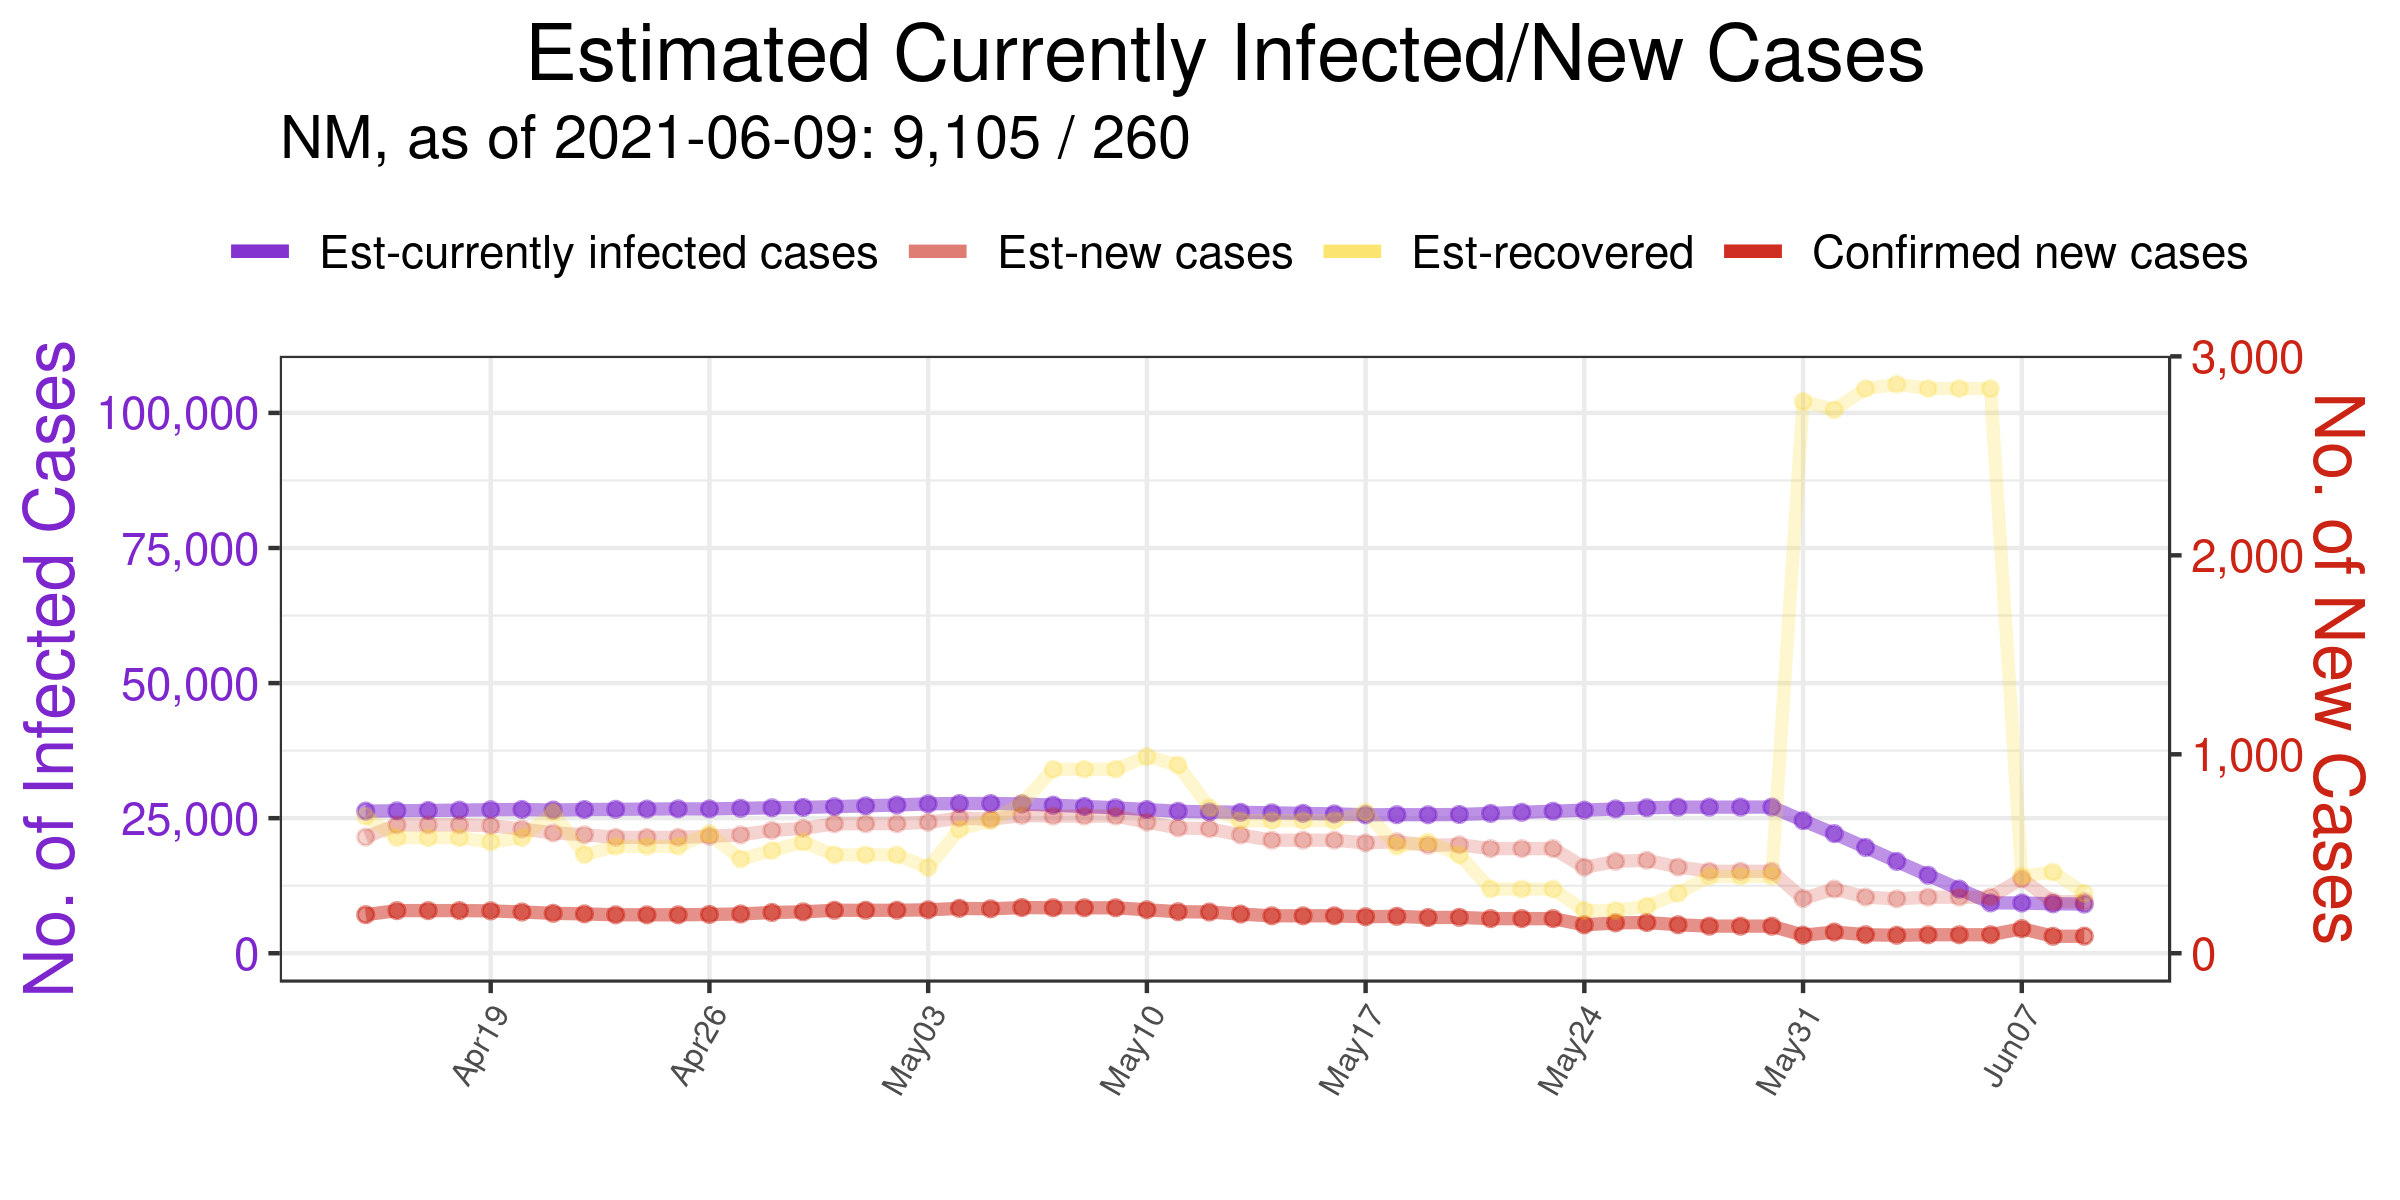 Estimated Currently Infected/New Cases
NM, as of 2021-06-09: 9,105 / 260
Est-currently infected cases Est-new cases Est-recovered Confirmed new cases
No. of Infected Cases
100,000
75,000
50,000
25,000
0
3,000
2,000
1,000
0
No. of New Cases
Apr19 Apr26 May03 May10 May17 May24 May31 Jun07